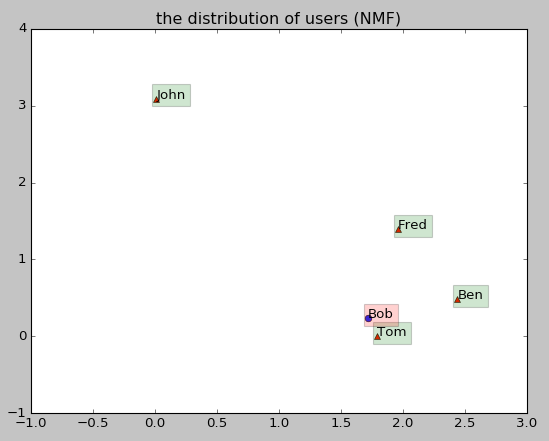 the distribution of users (NMF)
4
3
2
1
0
−1
John
Fred
Ben
Bob
Tom
−1.0 −0.5 0.0 0.5 1.0 1.5 2.0 2.5 3.0